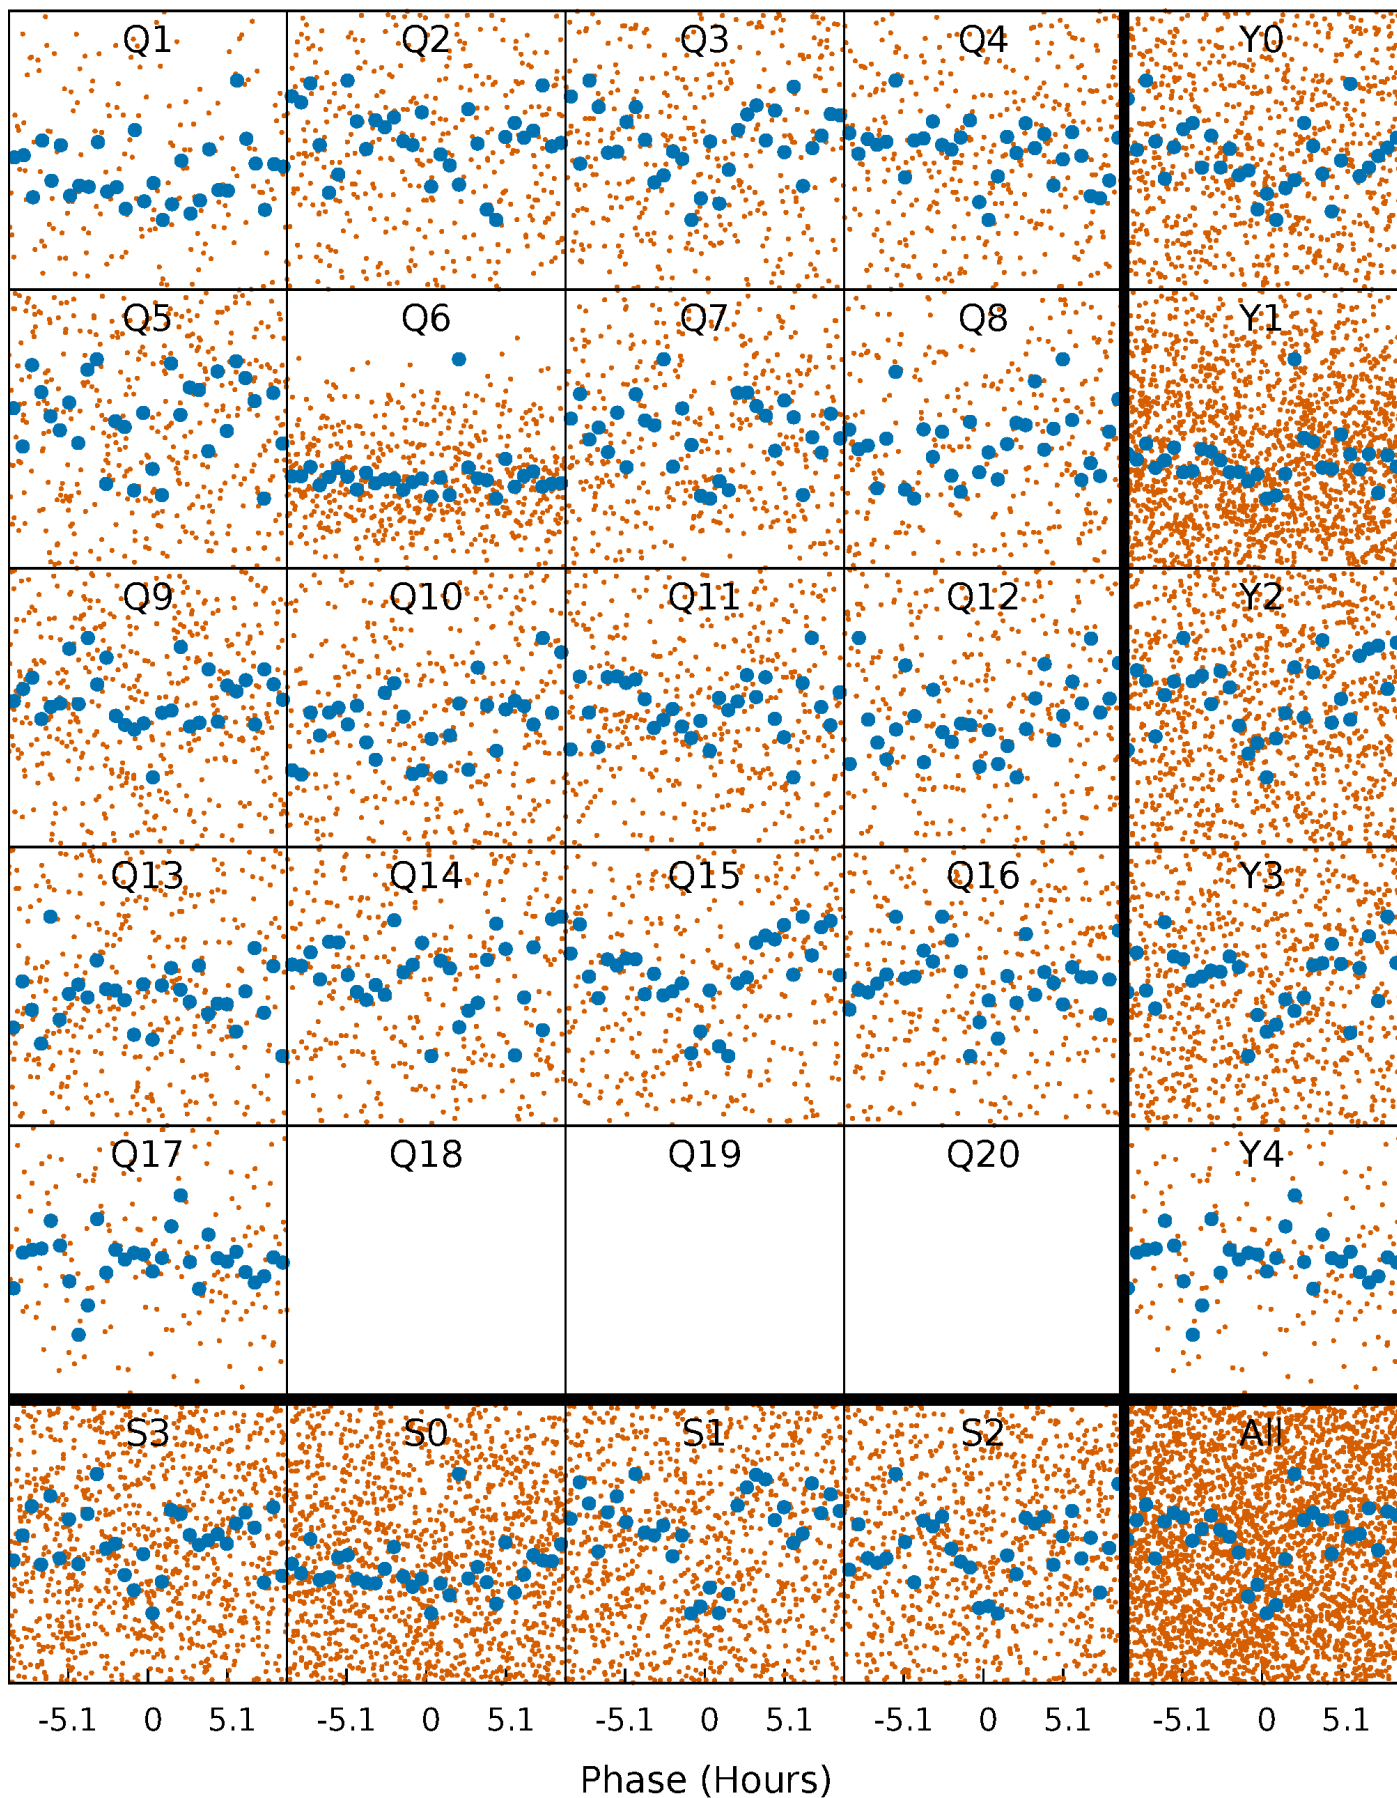 Q1 Q2 Q3 Q4 Y0
Q5 Q6 Q7 Q8 Y1
Q9 Q10 Q11 Q12 Y2
Q13 Q14 Q15 Q16 Y3
Q17 Q18 Q19 Q20 Y4
S3 S0 S1 S2 All
-5.1 0 5.1 -5.1 0 5.1 -5.1 0 5.1 -5.1 0 5.1 -5.1 0 5.1
Phase (Hours)